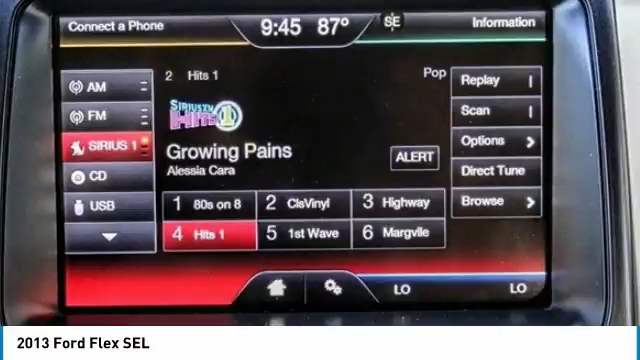 Connect a Phone
9:45 87°
SE
Information
2 Hits 1
Pop
AM
FM
SIRIUS 1
CD
USB
SIRIUSXM
HITS 1
Growing Pains
Alessia Cara
ALERT
1 80s on 8
2 ClsVinyl
3 Highway
4 Hits 1
5 1st Wave
6 Margvlle
Replay
Scan
Options
Direct Tune
Browse
LO
LO
2013 Ford Flex SEL